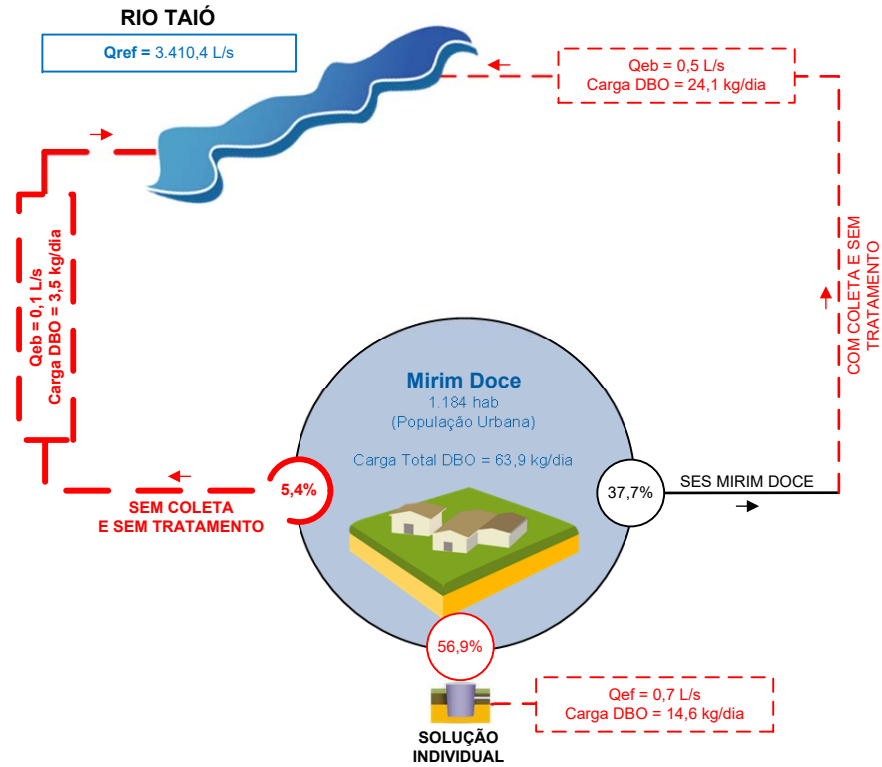 RIO TAIÓ
Qref = 3.410,4 L/s
Qeb = 0,5 L/s
Carga DBO = 24,1 kg/dia
Qeb = 0,1 L/s
Carga DBO = 3,5 kg/dia
COM COLETA E SEM
TRATAMENTO
Mirim Doce
1.184 hab
(População Urbana)
Carga Total DBO = 63,9 kg/dia
5,4%
SEM COLETA
E SEM TRATAMENTO
37,7%
SES MIRIM DOCE
56,9%
SOLUÇÃO
INDIVIDUAL
Qef = 0,7 L/s
Carga DBO = 14,6 kg/dia